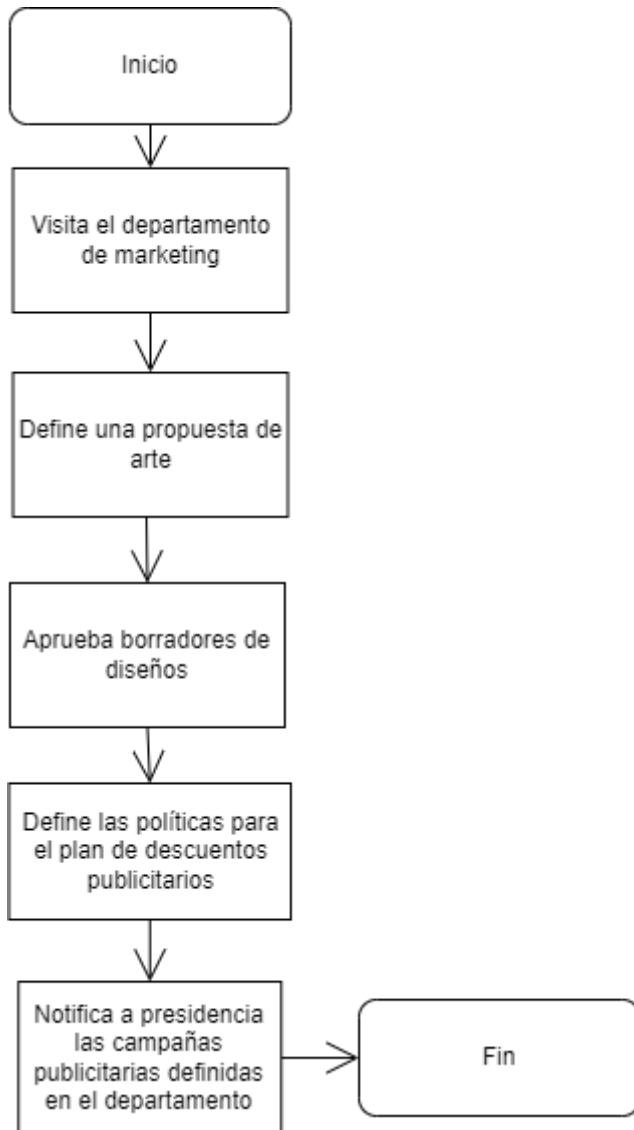 Inicio
Visita el departamento
de marketing
Define una propuesta de
arte
Aprueba borradores de
diseños
Define las políticas para
el plan de descuentos
publicitarios
Notifica a presidencia
las campañas
publicitarias definidas
en el departamento
Fin